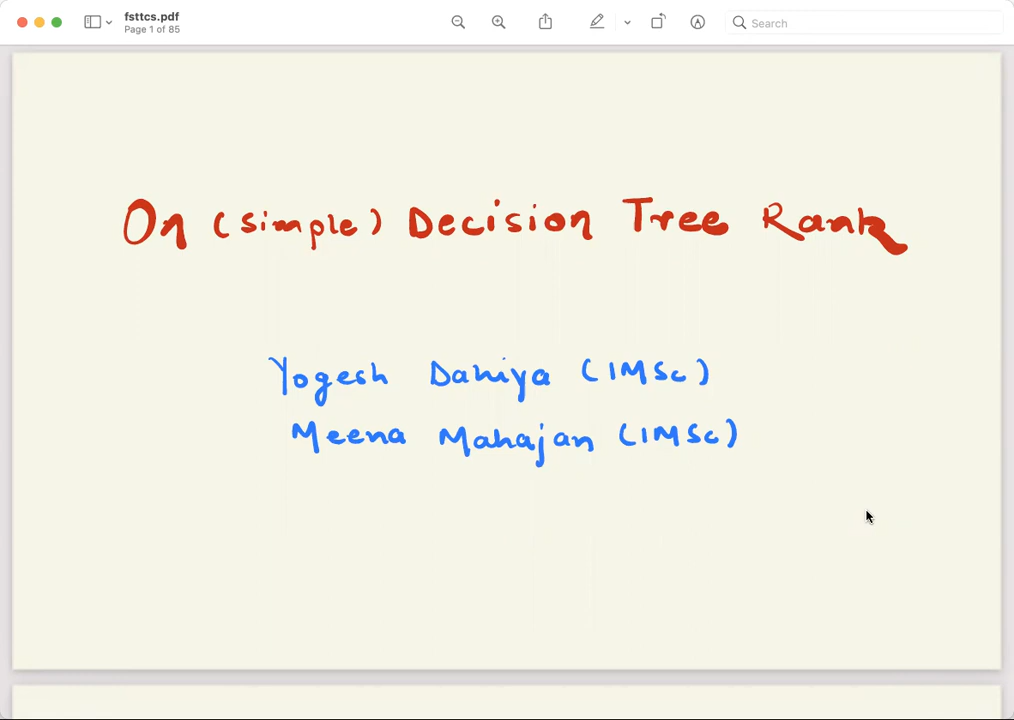 fsttcs.pdf
Page 1 of 85
Search
On (simple) Decision Tree Rank
Yogesh Dahiya (IMSc)
Meena Mahajan (IMSc)